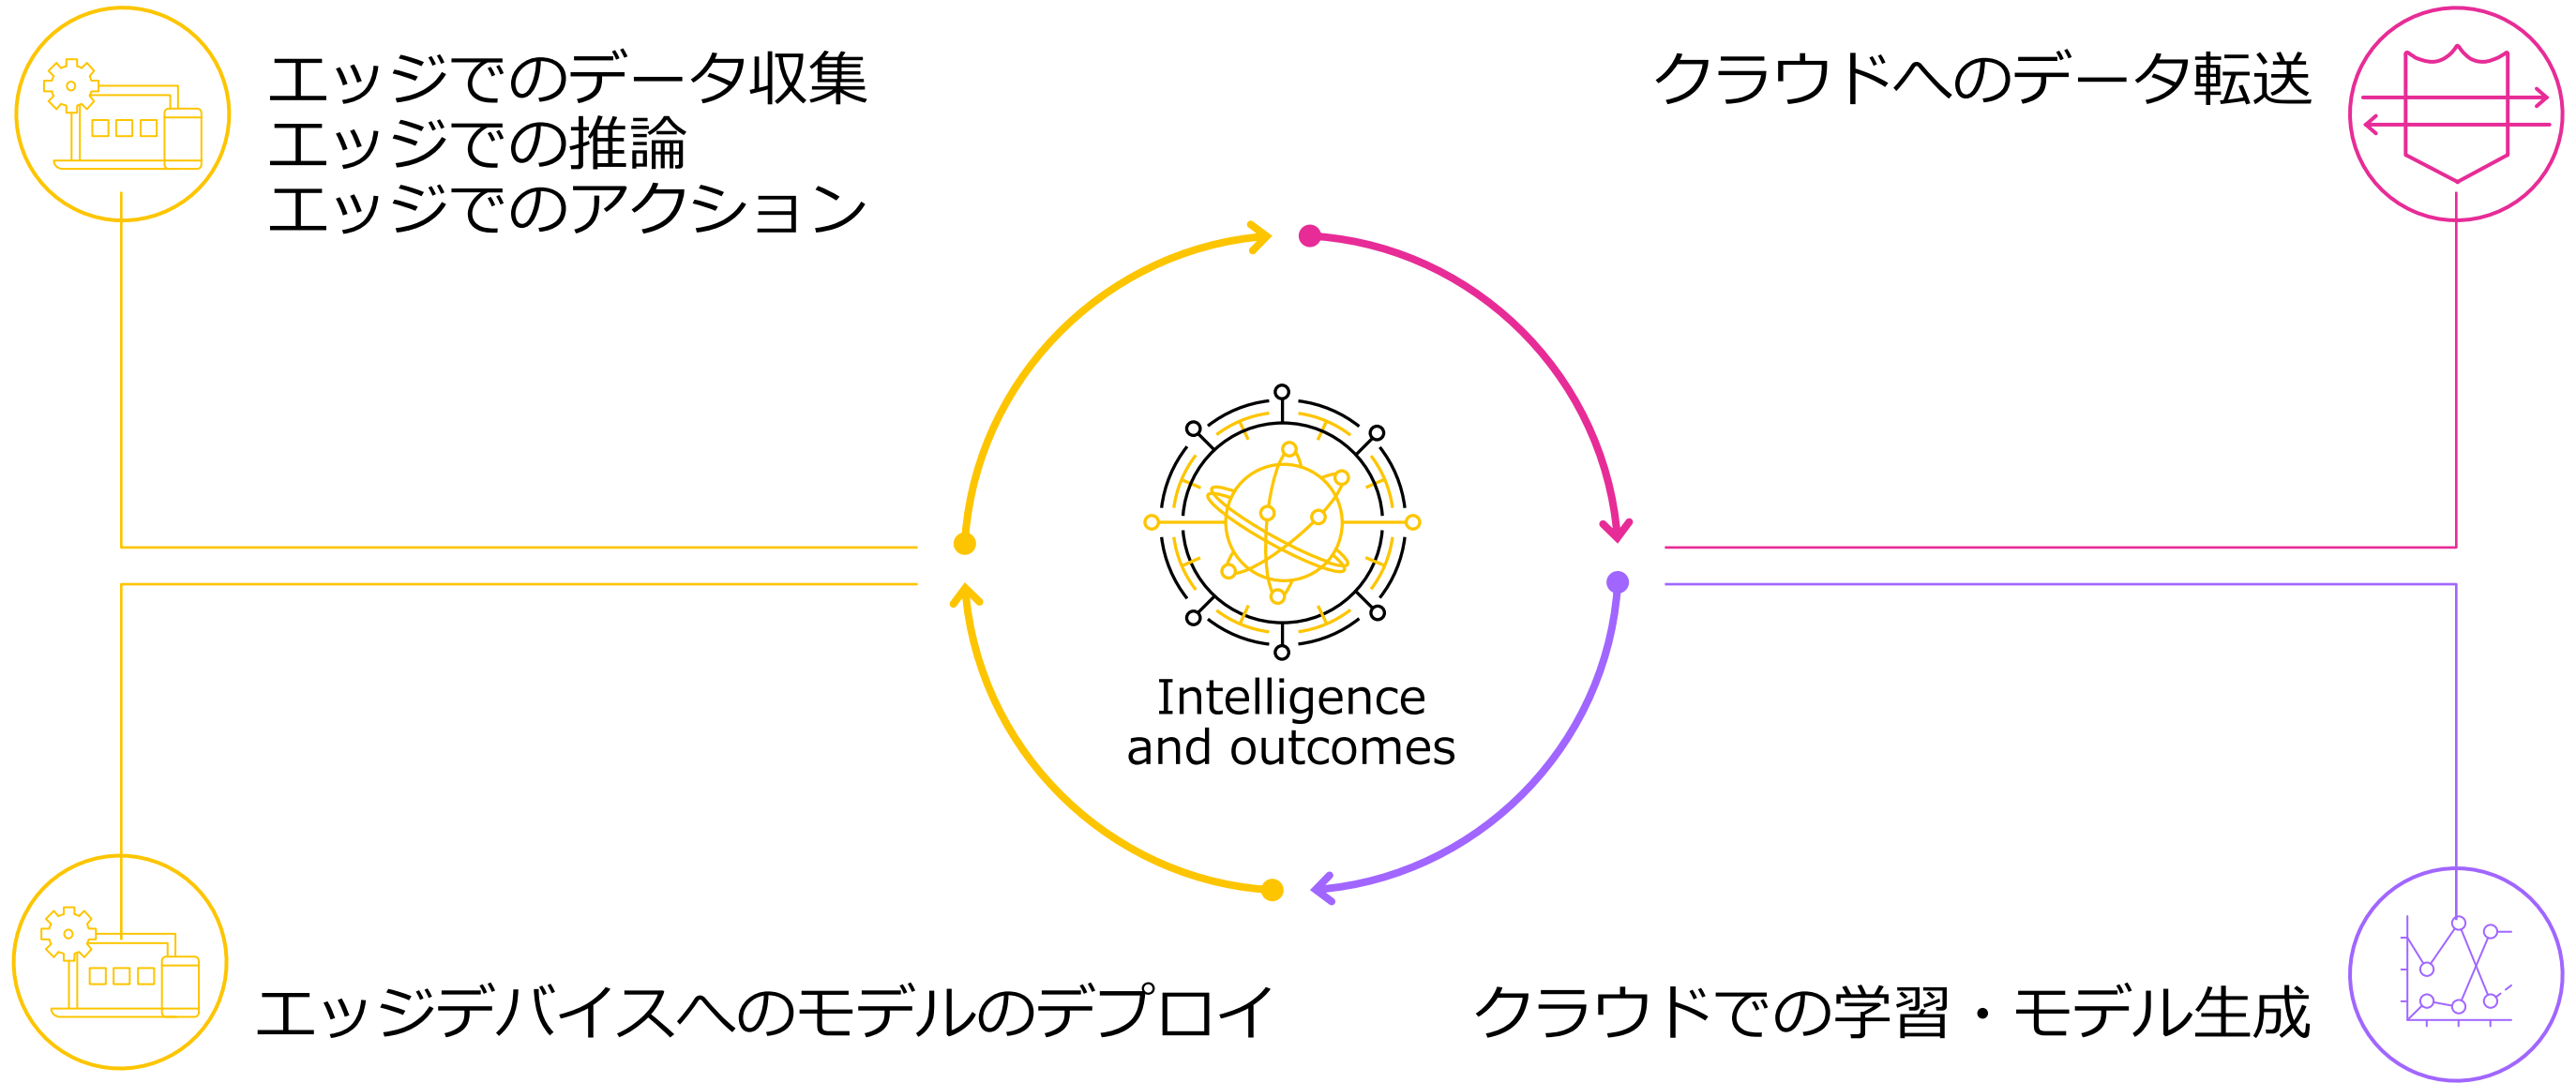 エッジでのデータ収集
エッジでの推論
エッジでのアクション
クラウドへのデータ転送
Intelligence
and outcomes
エッジデバイスへのモデルのデプロイ
クラウドでの学習・モデル生成